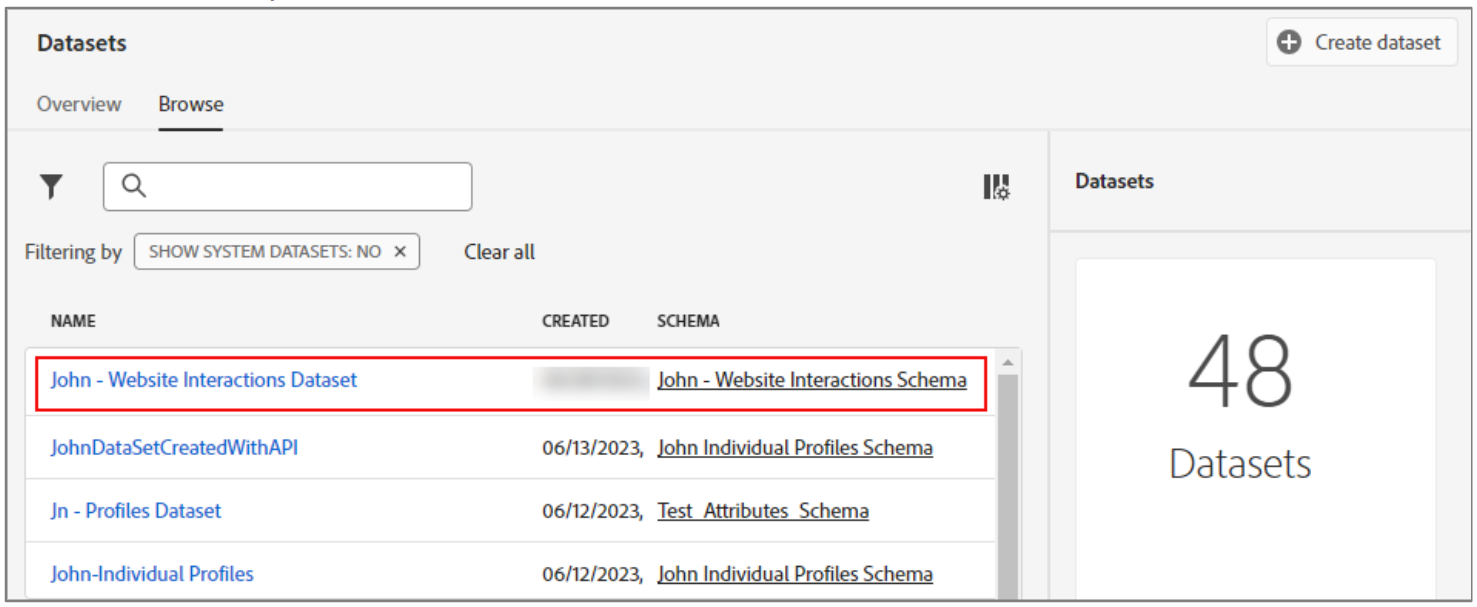 Datasets
Create dataset
Overview Browse
Datasets
Filtering by SHOW SYSTEM DATASETS: NO × Clear all
NAME CREATED SCHEMA
John - Website Interactions Dataset John - Website Interactions Schema
JohnDataSetCreatedWithAPI 06/13/2023, John Individual Profiles Schema
Jn - Profiles Dataset 06/12/2023, Test_Attributes_Schema
John-Individual Profiles 06/12/2023, John Individual Profiles Schema
48
Datasets